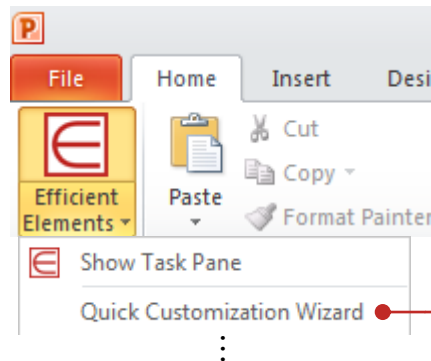 P
File Home Insert Desi
Cut
Copy
Format Painter
Paste
Efficient
Elements
Show Task Pane
Quick Customization Wizard